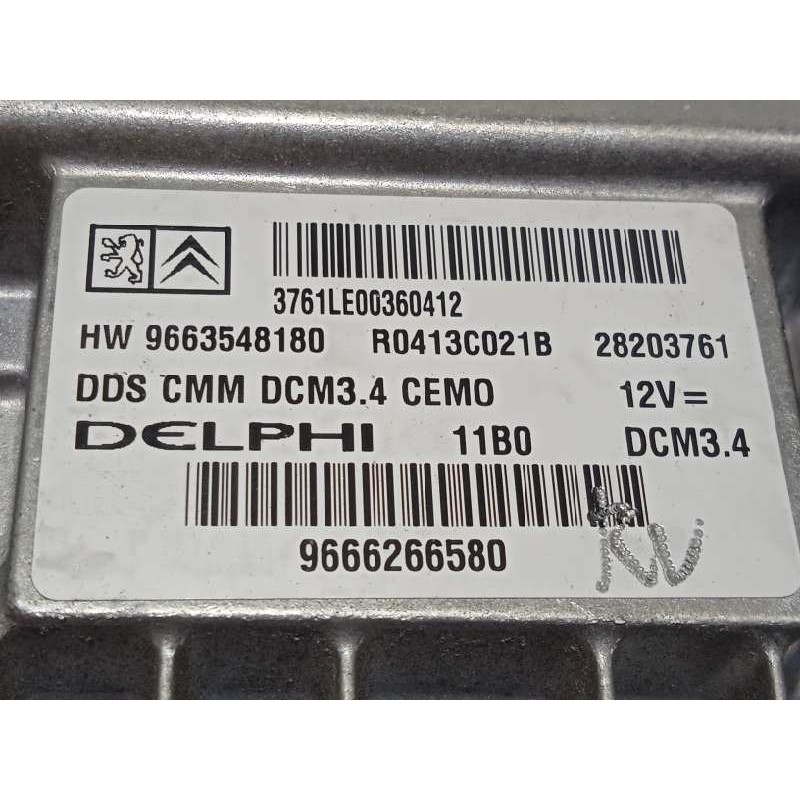 3761LE00360412
HW 9663548180 R0413C021B 28203761
DDS CMM DCM3.4 CEMO 12V=
DELPHI 11B0 DCM3.4
9666266580